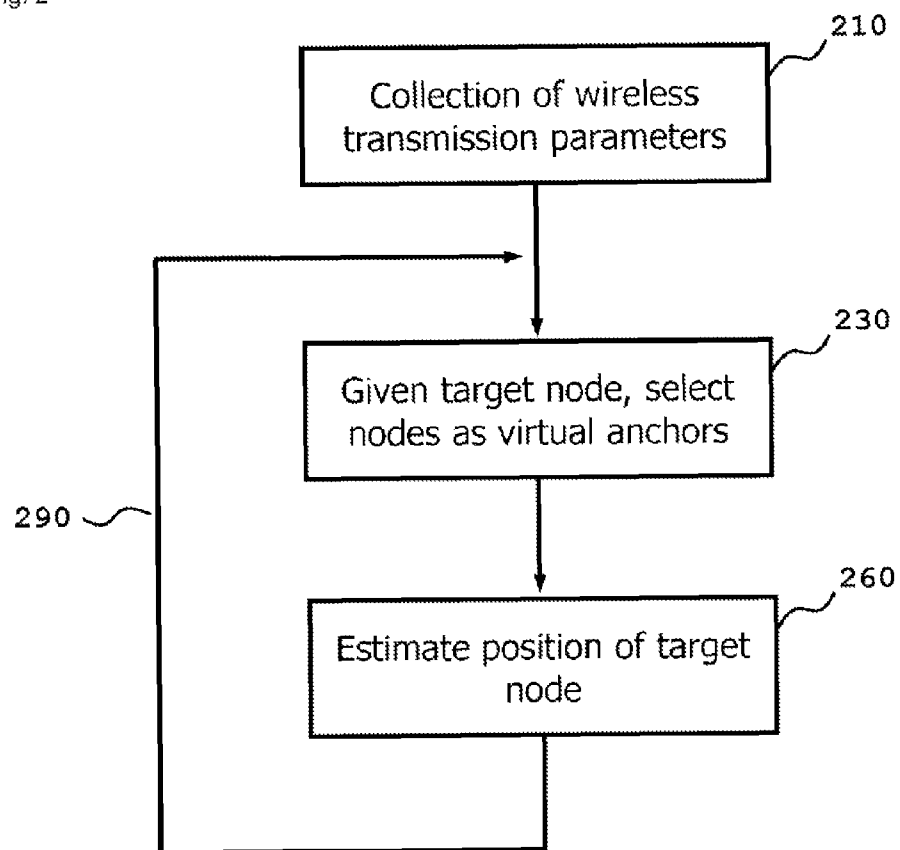 210
Collection of wireless
transmission parameters
230
Given target node, select
nodes as virtual anchors
290
260
Estimate position of target
node